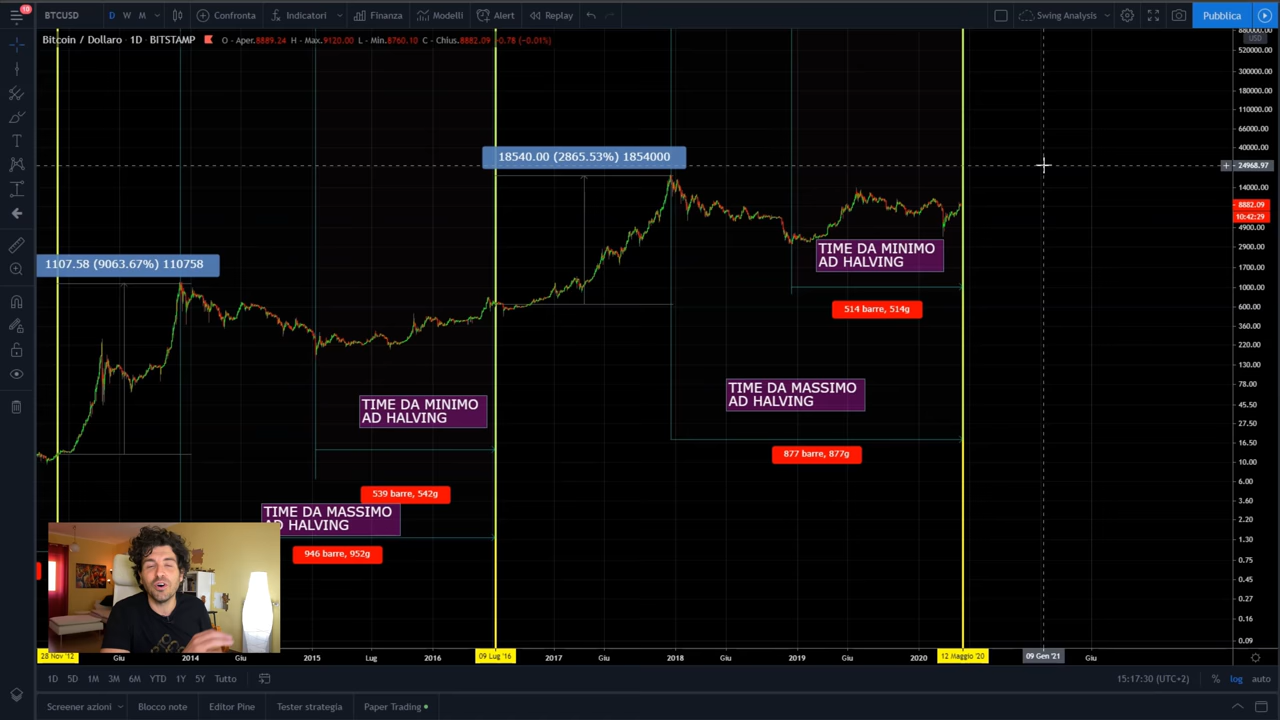 10
BTCUSD
D W M
Confronta
Indicatori
Finanza
Modelli
Alert
Replay
Swing Analysis
Pubblica
Bitcoin / Dollaro · 1D · BITSTAMP
O - Aper.8889.24 H - Max.9120.00 L - Min.8760.10 C - Chius.8882.09 -0.78 (-0.01%)
880000.00
USD
520000.00
300000.00
180000.00
110000.00
66000.00
40000.00
24968.97
14000.00
8882.09
10:42:29
4900.00
2900.00
1700.00
1000.00
600.00
360.00
220.00
130.00
78.00
45.50
27.50
16.50
10.00
6.00
3.60
2.20
1.30
0.75
0.45
0.27
0.16
0.09
18540.00 (2865.53%) 1854000
1107.58 (9063.67%) 110758
TIME DA MINIMO
AD HALVING
514 barre, 514g
TIME DA MASSIMO
AD HALVING
877 barre, 877g
TIME DA MINIMO
AD HALVING
539 barre, 542g
TIME DA MASSIMO
AD HALVING
946 barre, 952g
28 Nov '12
Giu
2014
Giu
2015
Lug
2016
09 Lug '16
2017
Giu
2018
Giu
2019
Giu
2020
12 Maggio '20
09 Gen '21
Giu
1D 5D 1M 3M 6M YTD 1Y 5Y Tutto
15:17:30 (UTC+2)
% log auto
Screener azioni
Blocco note
Editor Pine
Tester strategia
Paper Trading